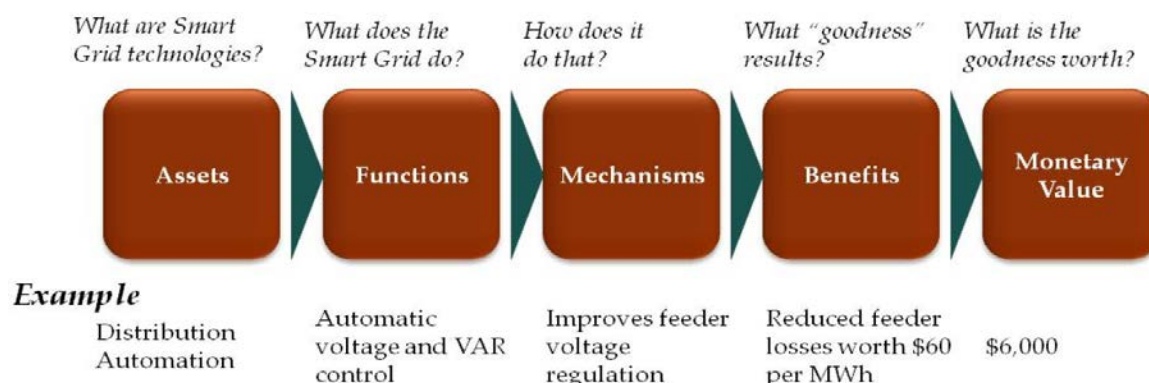 What are Smart
Grid technologies?
What does the
Smart Grid do?
How does it
do that?
What “goodness”
results?
What is the
goodness worth?
Assets
Functions
Mechanisms
Benefits
Monetary
Value
Example
Distribution
Automation
Automatic
voltage and VAR
control
Improves feeder
voltage
regulation
Reduced feeder
losses worth $60
per MWh
$6,000